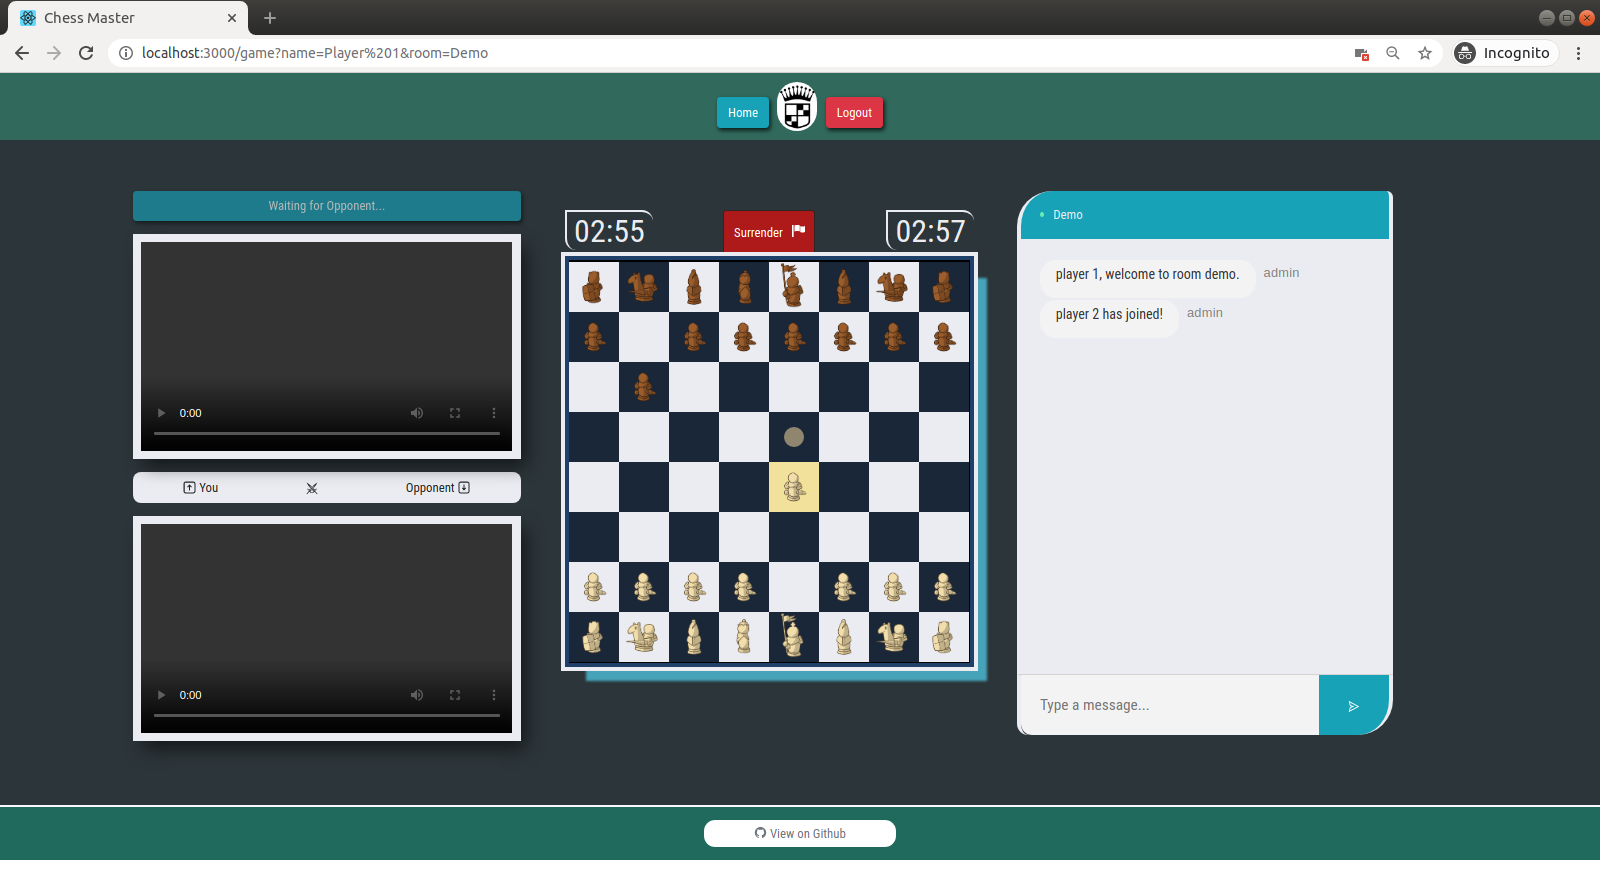 Chess Master
localhost:3000/game?name=Player%201&room=Demo
Incognito
Home
Logout
Waiting for Opponent...
0:00
You
Opponent
0:00
02:55
Surrender
02:57
Demo
player 1, welcome to room demo.
admin
player 2 has joined!
admin
Type a message...
View on Github